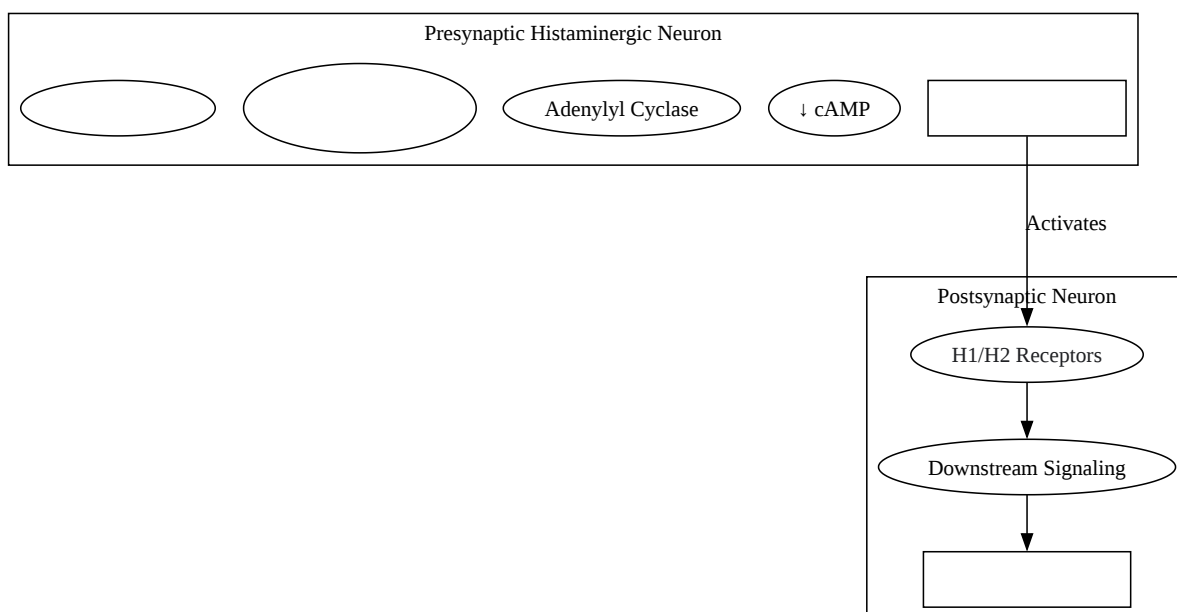 Presynaptic Histaminergic Neuron
Adenylyl Cyclase
↓ cAMP
Activates
Postsynaptic Neuron
H1/H2 Receptors
Downstream Signaling